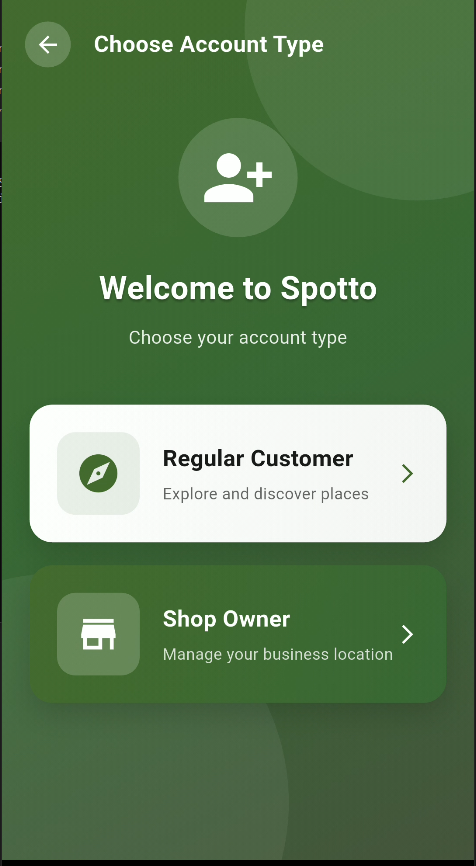 Choose Account Type
Welcome to Spotto
Choose your account type
Regular Customer
Explore and discover places
Shop Owner
Manage your business location